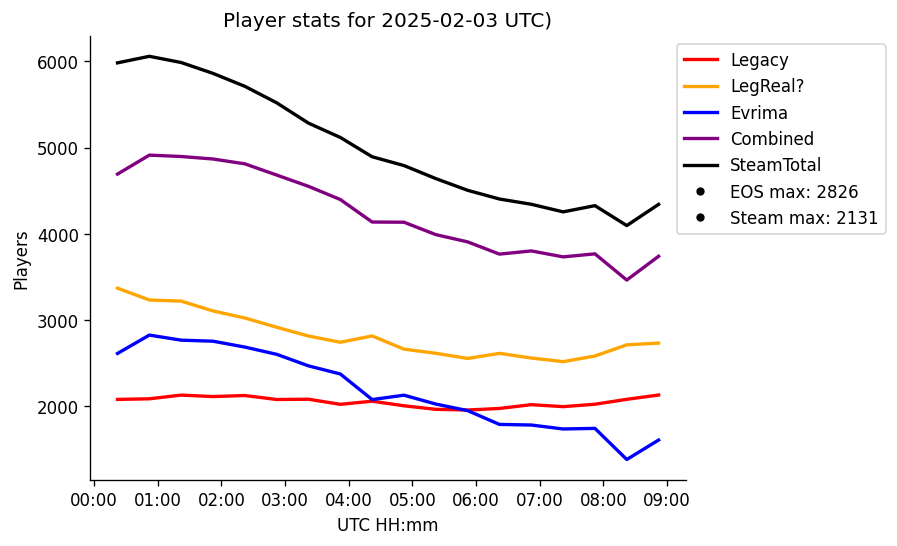 Player stats for 2025-02-03 UTC)
Legacy
LegReal?
Evrima
Combined
SteamTotal
EOS max: 2826
Steam max: 2131
6000
5000
4000
3000
2000
Players
00:00 01:00 02:00 03:00 04:00 05:00 06:00 07:00 08:00 09:00
UTC HH:mm